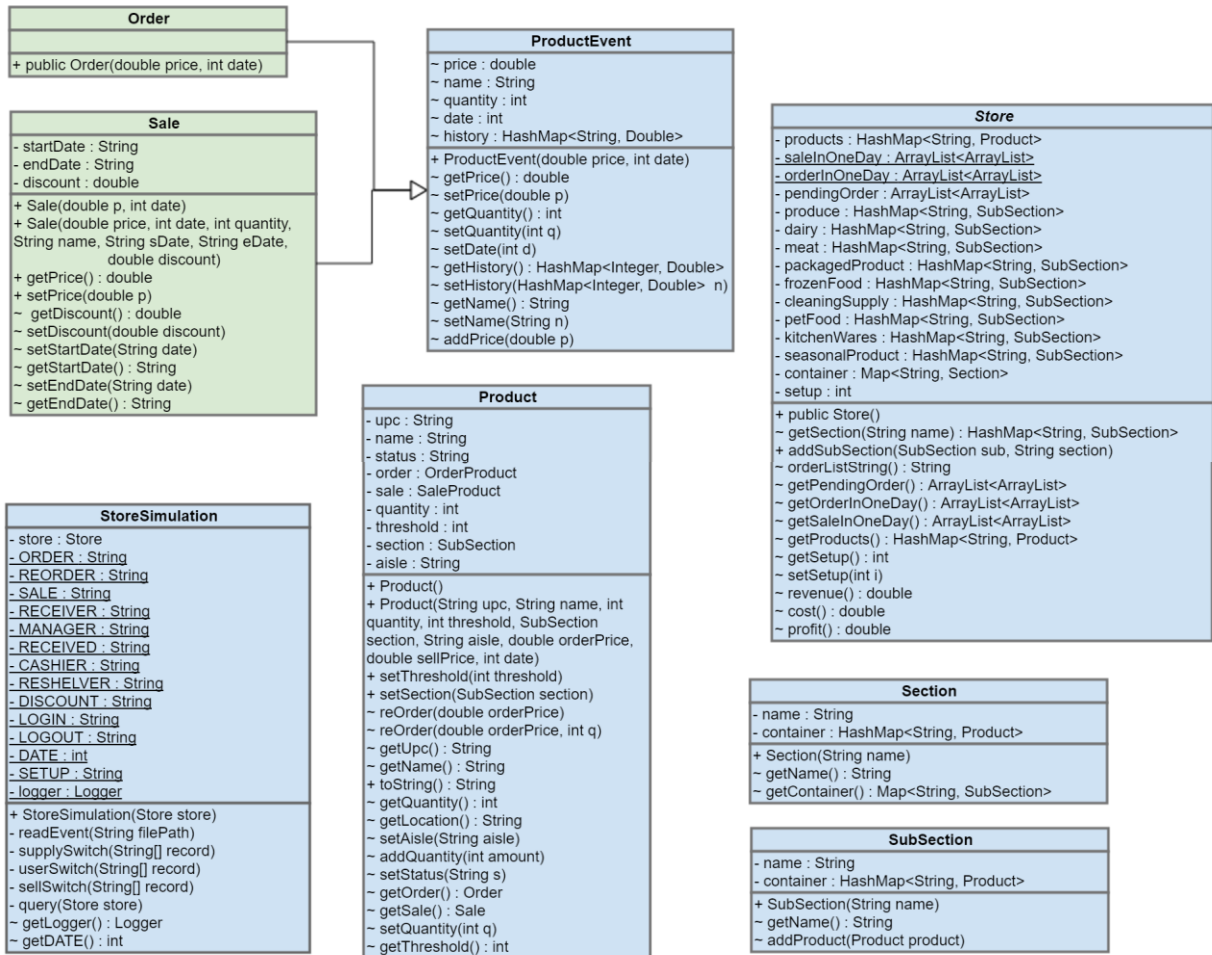 Order
+ public Order(double price, int date)
Sale
- startDate : String
- endDate : String
- discount : double
+ Sale(double p, int date)
+ Sale(double price, int date, int quantity,
String name, String sDate, String eDate,
double discount)
+ getPrice() : double
+ setPrice(double p)
~ getDiscount() : double
~ setDiscount(double discount)
~ setStartDate(String date)
~ getStartDate() : String
~ setEndDate(String date)
~ getEndDate() : String
ProductEvent
~ price : double
~ name : String
~ quantity : int
~ date : int
~ history : HashMap<String, Double>
+ ProductEvent(double price, int date)
~ getPrice() : double
~ setPrice(double p)
~ getQuantity() : int
~ setQuantity(int q)
~ setDate(int d)
~ getHistory() : HashMap<Integer, Double>
~ setHistory(HashMap<Integer, Double> n)
~ getName() : String
~ setName(String n)
~ addPrice(double p)
Store
- products : HashMap<String, Product>
- saleInOneDay : ArrayList<ArrayList>
- orderInOneDay : ArrayList<ArrayList>
- pendingOrder : ArrayList<ArrayList>
- produce : HashMap<String, SubSection>
- dairy : HashMap<String, SubSection>
- meat : HashMap<String, SubSection>
- packagedProduct : HashMap<String, SubSection>
- frozenFood : HashMap<String, SubSection>
- cleaningSupply : HashMap<String, SubSection>
- petFood : HashMap<String, SubSection>
- kitchenWares : HashMap<String, SubSection>
- seasonalProduct : HashMap<String, SubSection>
- container : Map<String, Section>
- setup : int
+ public Store()
~ getSection(String name) : HashMap<String, SubSection>
+ addSubSection(SubSection sub, String section)
~ orderListString() : String
~ getPendingOrder() : ArrayList<ArrayList>
~ getOrderInOneDay() : ArrayList<ArrayList>
~ getSaleInOneDay() : ArrayList<ArrayList>
~ getProducts() : HashMap<String, Product>
~ getSetup() : int
~ setSetup(int i)
~ revenue() : double
~ cost() : double
~ profit() : double
StoreSimulation
- store : Store
- ORDER : String
- REORDER : String
- SALE : String
- RECEIVER : String
- MANAGER : String
- RECEIVED : String
- CASHIER : String
- RESHELVER : String
- DISCOUNT : String
- LOGIN : String
- LOGOUT : String
- DATE : int
- SETUP : String
- logger : Logger
+ StoreSimulation(Store store)
- readEvent(String filePath)
- supplySwitch(String[] record)
- userSwitch(String[] record)
- sellSwitch(String[] record)
- query(Store store)
~ getLogger() : Logger
~ getDATE() : int
Product
- upc : String
- name : String
- status : String
- order : OrderProduct
- sale : SaleProduct
- quantity : int
- threshold : int
- section : SubSection
- aisle : String
+ Product()
+ Product(String upc, String name, int
quantity, int threshold, SubSection
section, String aisle, double orderPrice,
double sellPrice, int date)
+ setThreshold(int threshold)
+ setSection(SubSection section)
~ reOrder(double orderPrice)
~ reOrder(double orderPrice, int q)
~ getUpc() : String
~ getName() : String
+ toString() : String
~ getQuantity() : int
~ getLocation() : String
~ setAisle(String aisle)
~ addQuantity(int amount)
~ setStatus(String s)
~ getOrder() : Order
~ getSale() : Sale
~ setQuantity(int q)
~ getThreshold() : int
Section
- name : String
- container : HashMap<String, Product>
+ Section(String name)
~ getName() : String
~ getContainer() : Map<String, SubSection>
SubSection
- name : String
- container : HashMap<String, Product>
+ SubSection(String name)
~ getName() : String
~ addProduct(Product product)